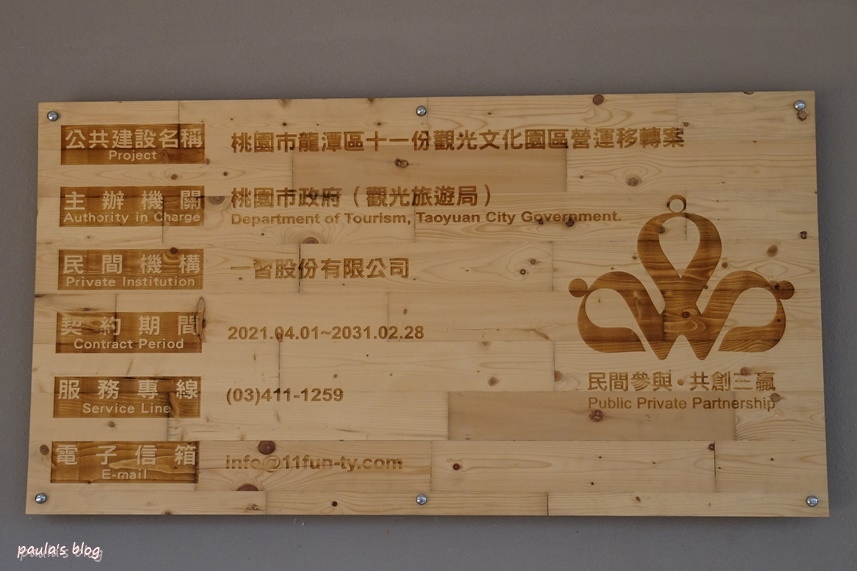 公共建設名稱
Project
桃園市龍潭區十一份觀光文化園區營運移轉案
主辦機關
Authority in Charge
桃園市政府（觀光旅遊局）
Department of Tourism, Taoyuan City Government.
民間機構
Private Institution
一習股份有限公司
契約期間
Contract Period
2021.04.01~2031.02.28
服務專線
Service Line
(03)411-1259
電子信箱
E-mail
info@11fun-ty.com
民間參與・共創三贏
Public Private Partnership
paula's blog